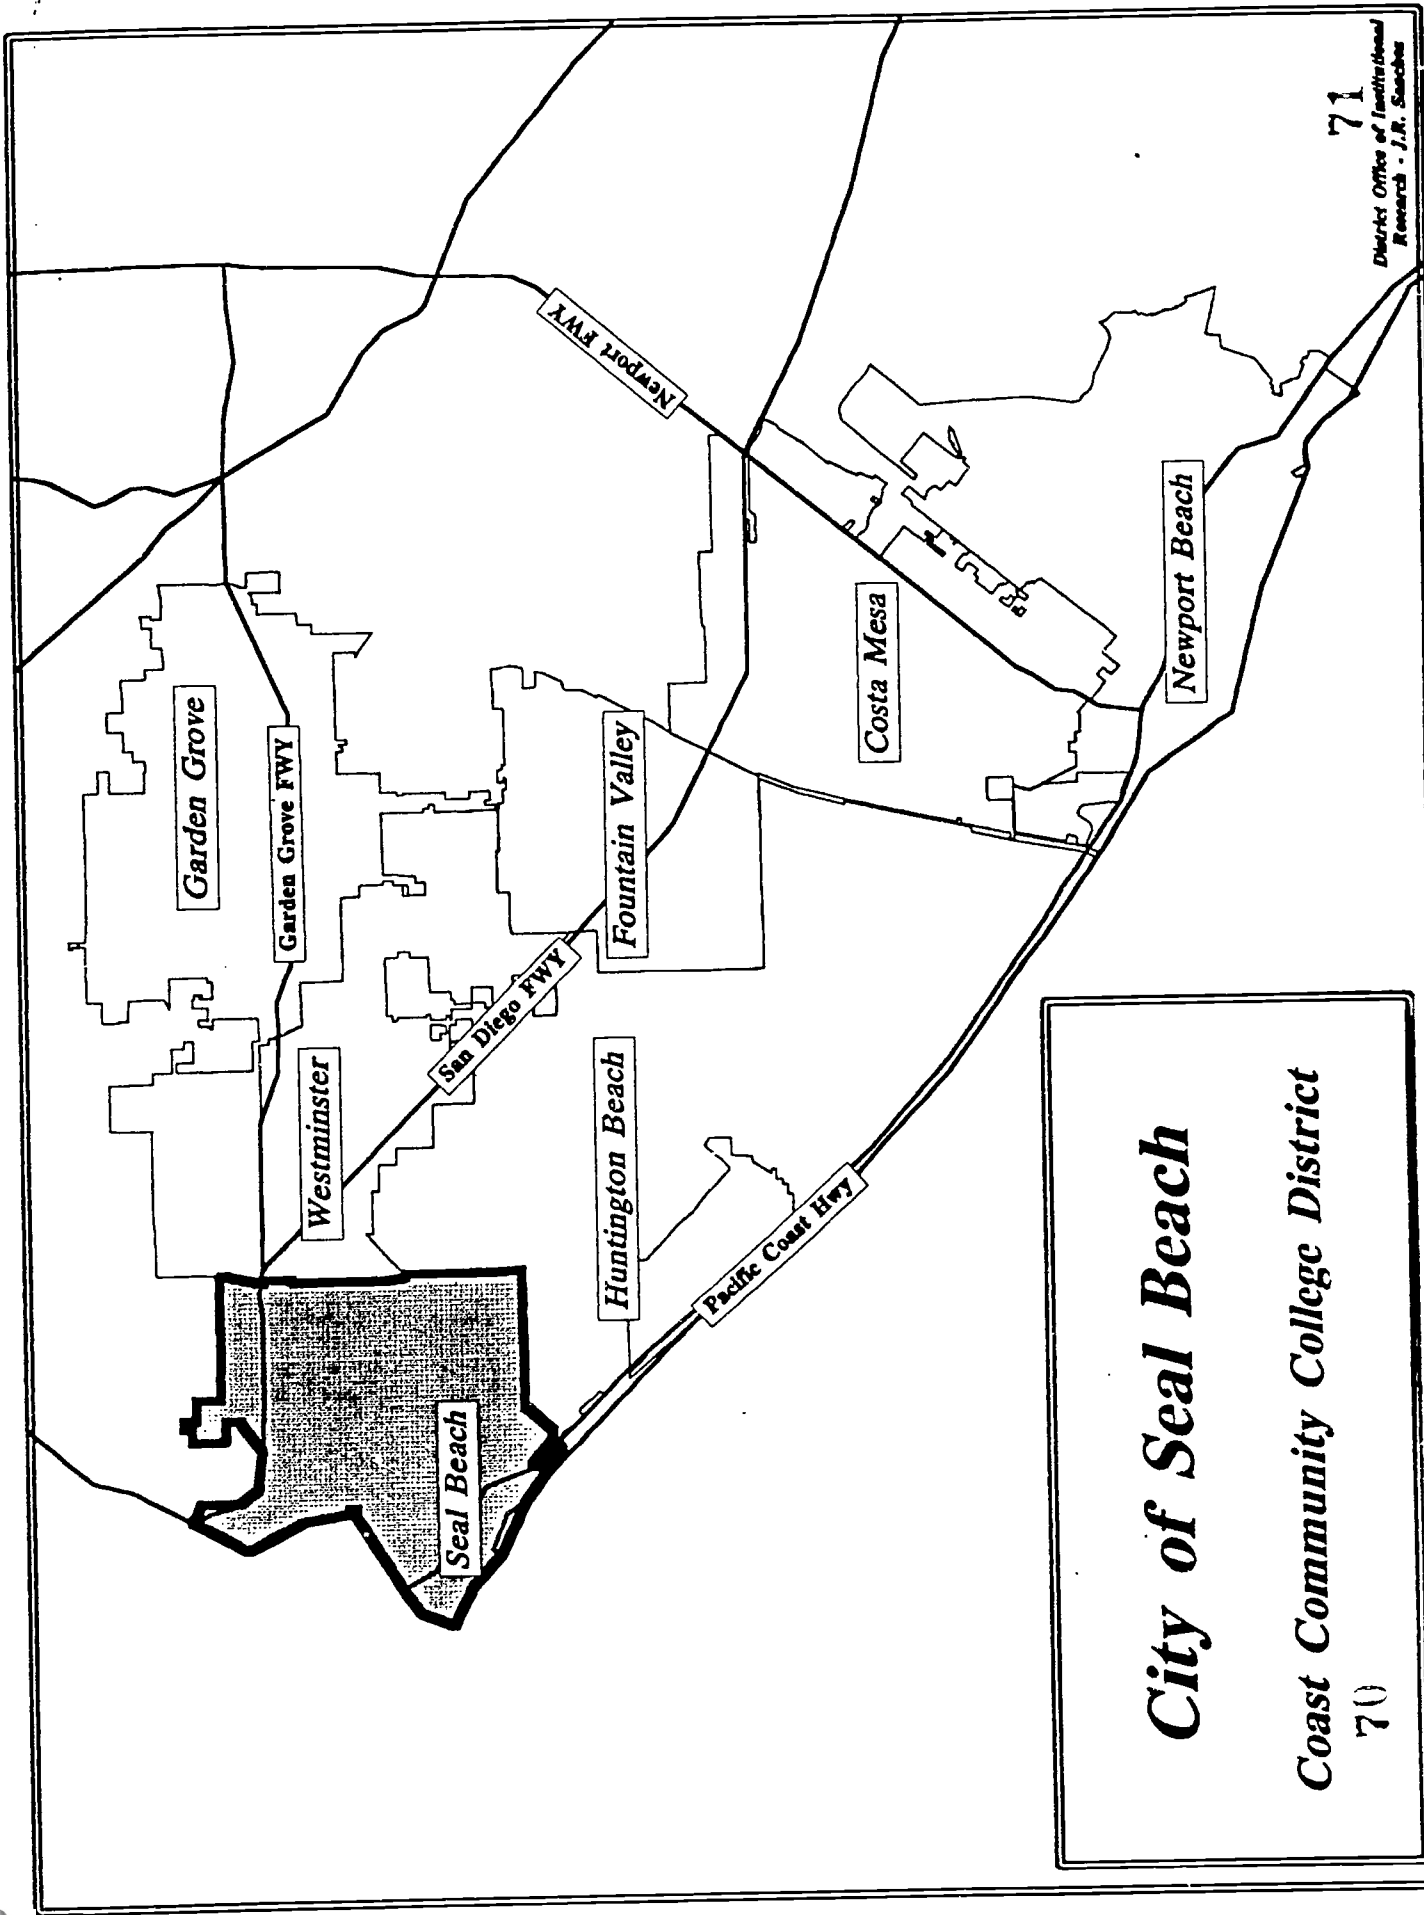 Garden Grove
Garden Grove FWY
Newport FWY
Westminster
San Diego FWY
Fountain Valley
Costa Mesa
Seal Beach
Huntington Beach
Pacific Coast Hwy
Newport Beach
City of Seal Beach
Coast Community College District
70
71
District Office of Institutional
Research - J.R. Sanchez